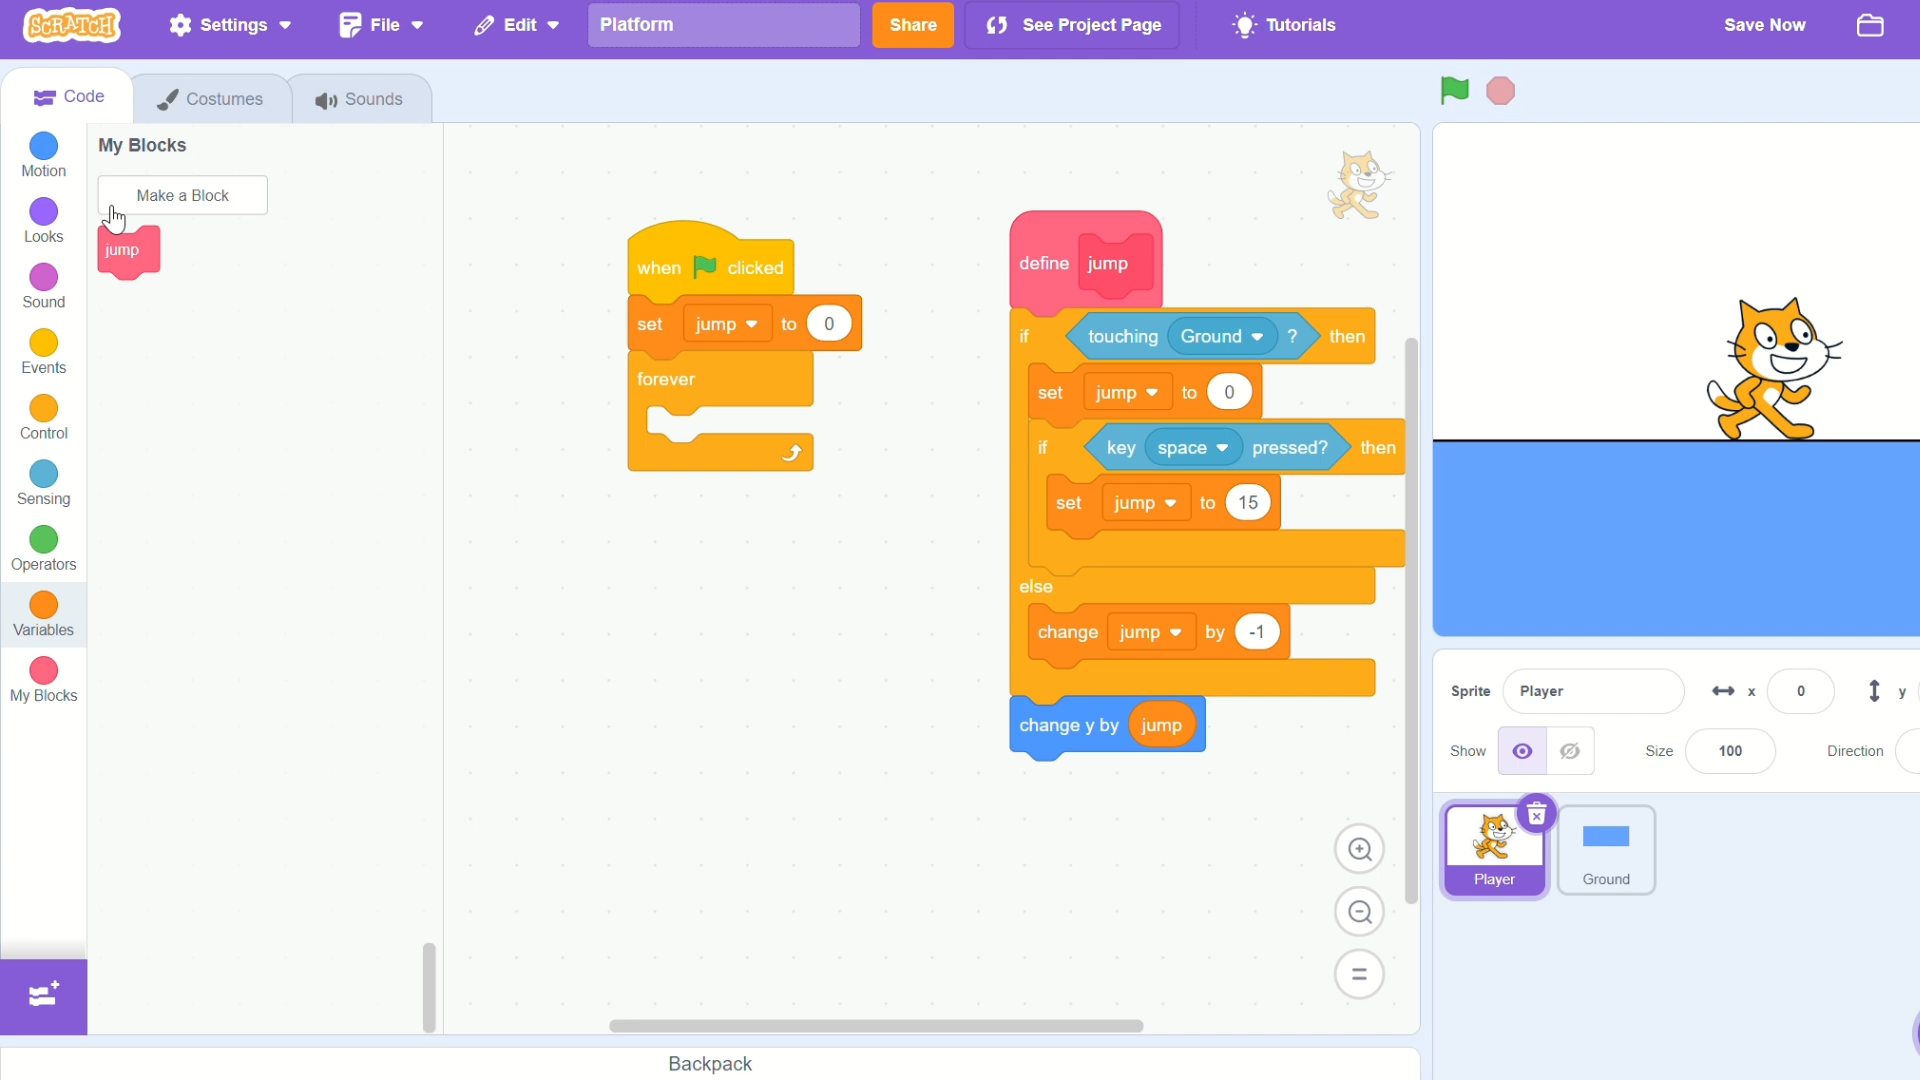 SCRATCH Settings File Edit Platform Share See Project Page Tutorials Save Now
Code Costumes Sounds
Motion
Looks
Sound
Events
Control
Sensing
Operators
Variables
My Blocks
My Blocks
Make a Block
jump
when clicked
set jump to 0
forever
define jump
if touching Ground ? then
set jump to 0
if key space pressed? then
set jump to 15
else
change jump by -1
change y by jump
Sprite Player x 0 y
Show Size 100 Direction
Player
Ground
Backpack